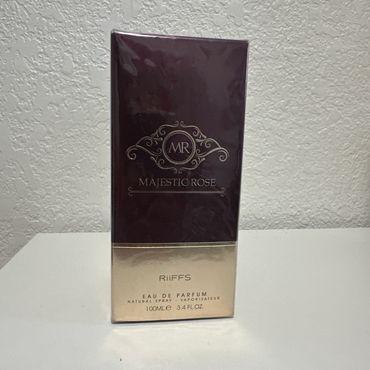 MR
MAJESTIC ROSE
RiiFFS
EAU DE PARFUM
NATURAL SPRAY - VAPORISATEUR
100ML℮ 3.4 FL.OZ.